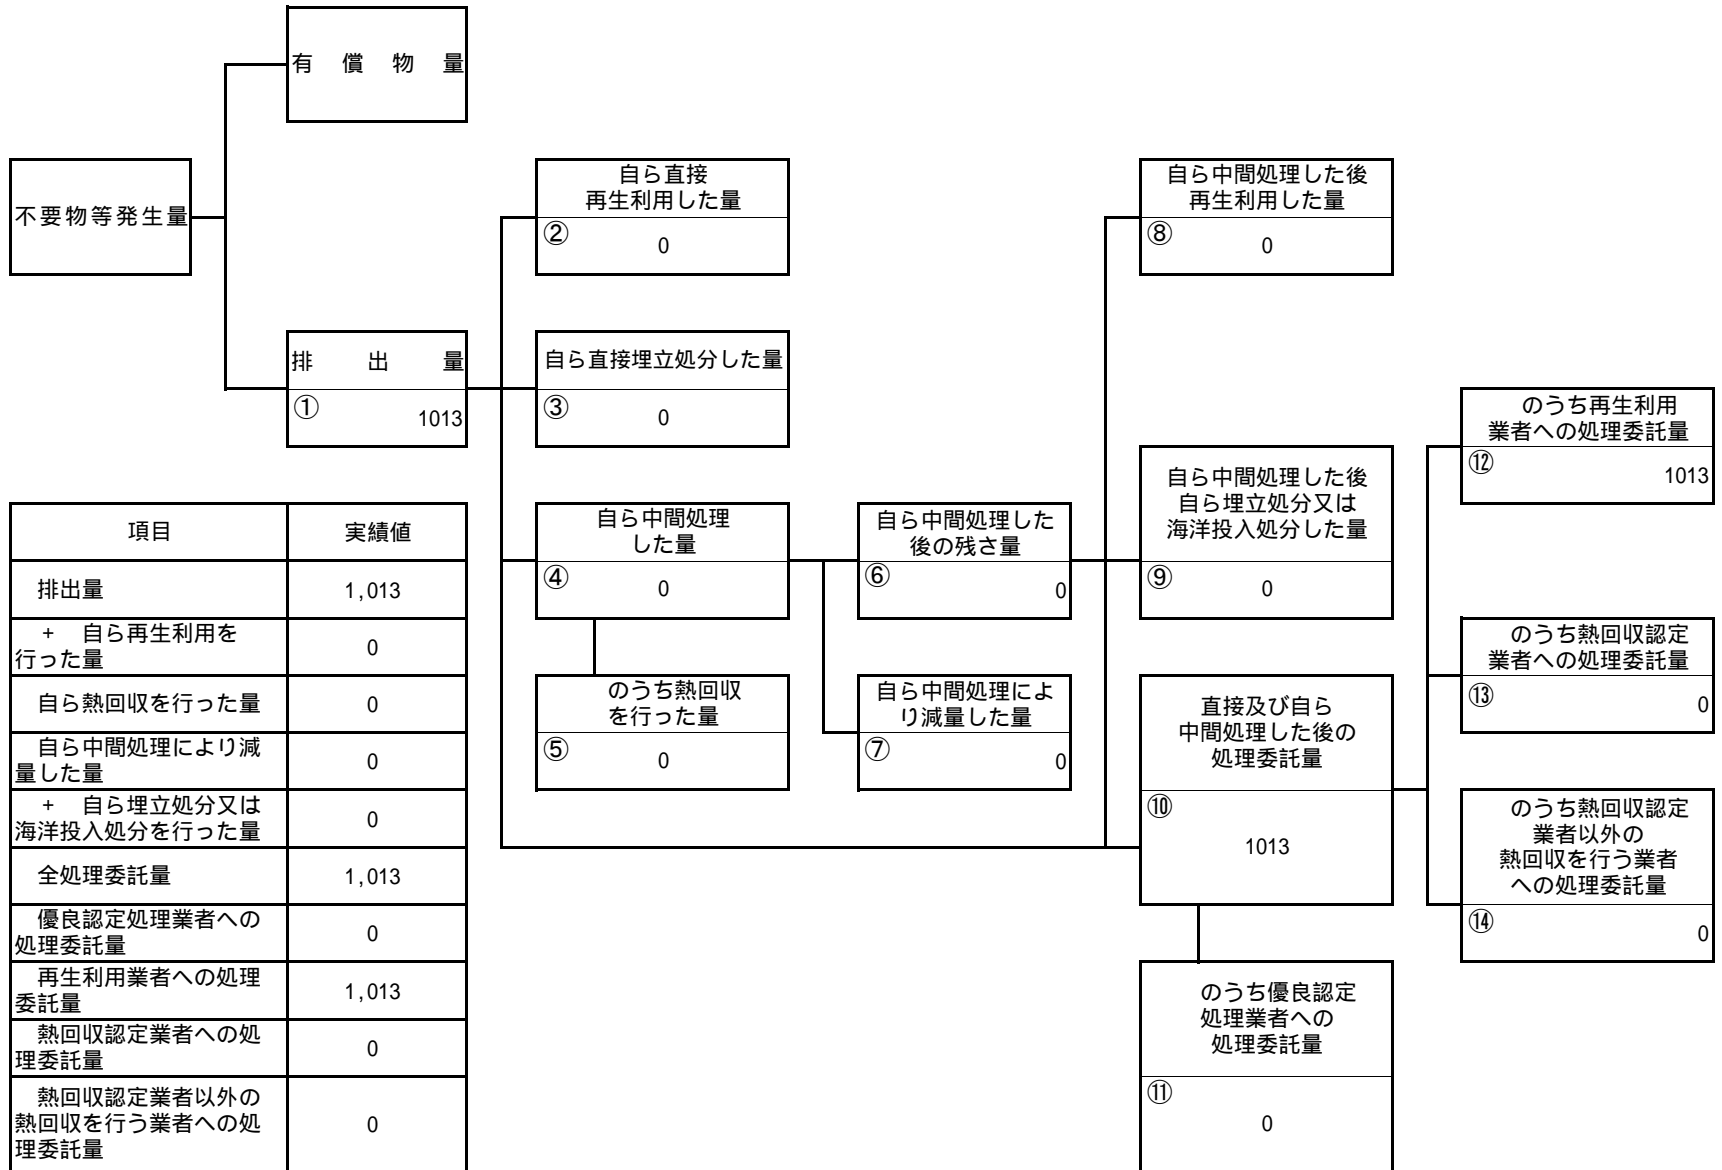 有 償 物 量
不要物等発生量
自ら直接
再生利用した量
② 0
自ら中間処理した後
再生利用した量
⑧ 0
排 出 量
① 1013
自ら直接埋立処分した量
③ 0
自ら中間処理
した量
④ 0
のうち熱回収
を行った量
⑤ 0
自ら中間処理した
後の残さ量
⑥ 0
自ら中間処理によ
り減量した量
⑦ 0
自ら中間処理した後
自ら埋立処分又は
海洋投入処分した量
⑨ 0
直接及び自ら
中間処理した後の
処理委託量
⑩
1013
のうち優良認定
処理業者への
処理委託量
⑪
0
のうち再生利用
業者への処理委託量
⑫ 1013
のうち熱回収認定
業者への処理委託量
⑬ 0
のうち熱回収認定
業者以外の
熱回収を行う業者
への処理委託量
⑭ 0
項目 実績値
排出量 1,013
+ 自ら再生利用を
行った量 0
自ら熱回収を行った量 0
自ら中間処理により減
量した量 0
+ 自ら埋立処分又は
海洋投入処分を行った量 0
全処理委託量 1,013
優良認定処理業者への
処理委託量 0
再生利用業者への処理
委託量 1,013
熱回収認定業者への処
理委託量 0
熱回収認定業者以外の
熱回収を行う業者への処
理委託量 0